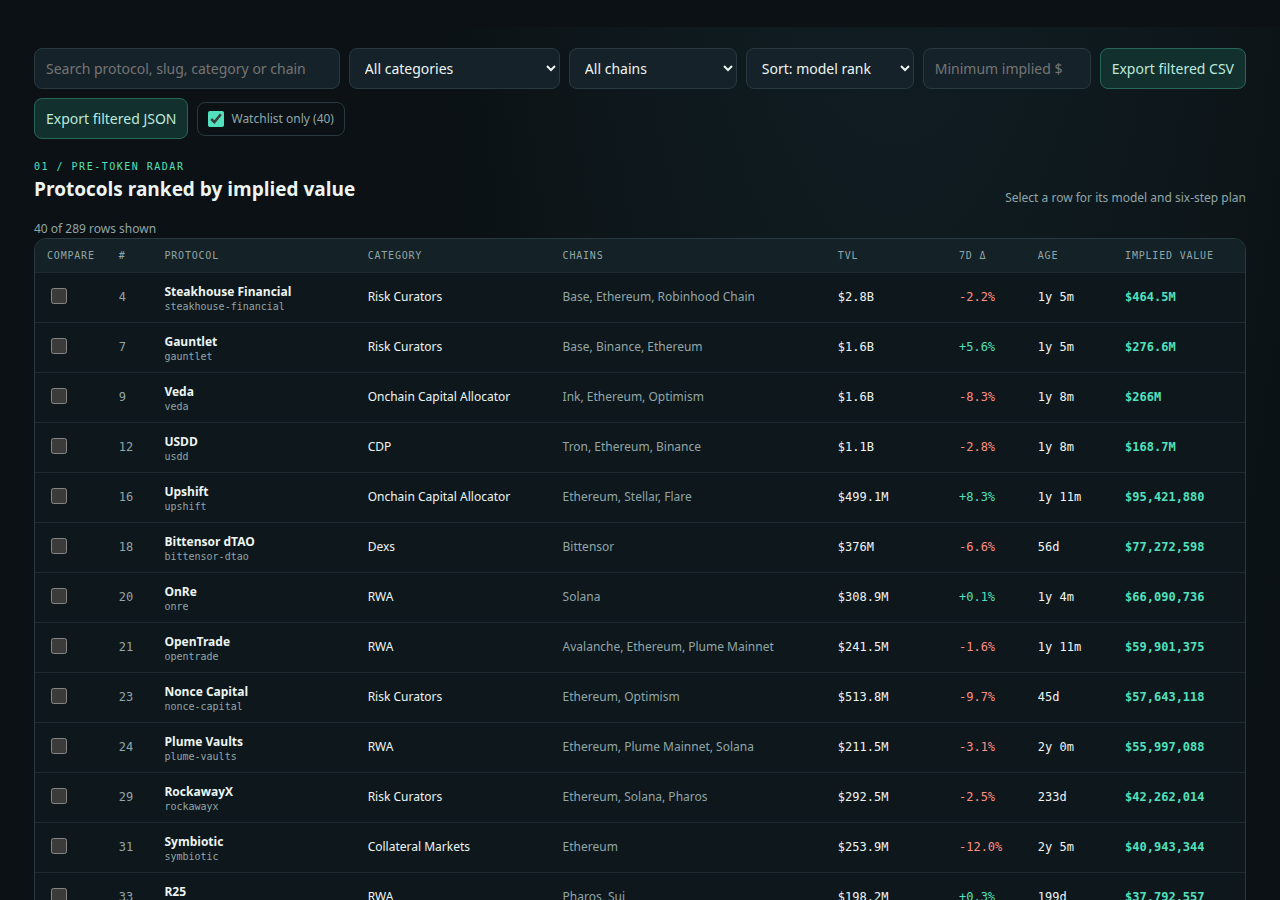 Search protocol, slug, category or chain All categories All chains Sort: model rank Minimum implied $ Export filtered CSV
Export filtered JSON Watchlist only (40)
01 / PRE-TOKEN RADAR
Protocols ranked by implied value
Select a row for its model and six-step plan
40 of 289 rows shown
COMPARE # PROTOCOL CATEGORY CHAINS TVL 7D Δ AGE IMPLIED VALUE
4 Steakhouse Financial Risk Curators Base, Ethereum, Robinhood Chain $2.8B -2.2% 1y 5m $464.5M
steakhouse-financial
7 Gauntlet Risk Curators Base, Binance, Ethereum $1.6B +5.6% 1y 5m $276.6M
gauntlet
9 Veda Onchain Capital Allocator Ink, Ethereum, Optimism $1.6B -8.3% 1y 8m $266M
veda
12 USDD CDP Tron, Ethereum, Binance $1.1B -2.8% 1y 8m $168.7M
usdd
16 Upshift Onchain Capital Allocator Ethereum, Stellar, Flare $499.1M +8.3% 1y 11m $95,421,880
upshift
18 Bittensor dTAO Dexs Bittensor $376M -6.6% 56d $77,272,598
bittensor-dtao
20 OnRe RWA Solana $308.9M +0.1% 1y 4m $66,090,736
onre
21 OpenTrade RWA Avalanche, Ethereum, Plume Mainnet $241.5M -1.6% 1y 11m $59,901,375
opentrade
23 Nonce Capital Risk Curators Ethereum, Optimism $513.8M -9.7% 45d $57,643,118
nonce-capital
24 Plume Vaults RWA Ethereum, Plume Mainnet, Solana $211.5M -3.1% 2y 0m $55,997,088
plume-vaults
29 RockawayX Risk Curators Ethereum, Solana, Pharos $292.5M -2.5% 233d $42,262,014
rockawayx
31 Symbiotic Collateral Markets Ethereum $253.9M -12.0% 2y 5m $40,943,344
symbiotic
33 R25 RWA Pharos, Sui $198.2M +0.3% 199d $37,792,557